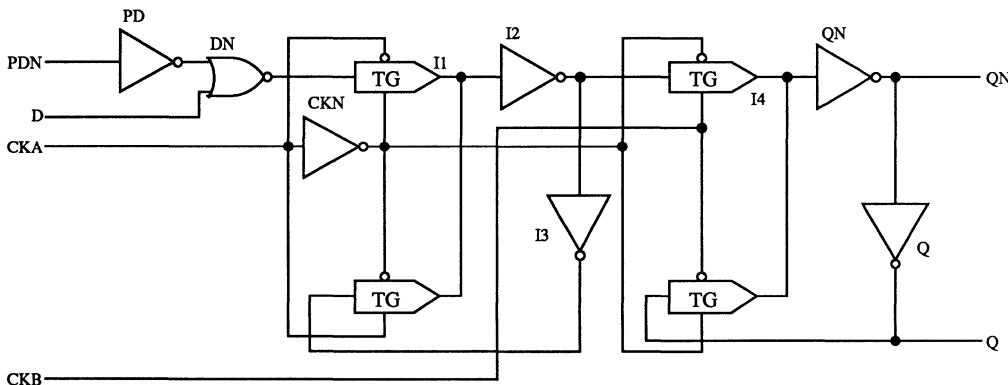 PD
DN
I2
QN
PDN
TG
I1
TG
I4
QN
CKN
D
CKA
I3
Q
TG
TG
Q
CKB